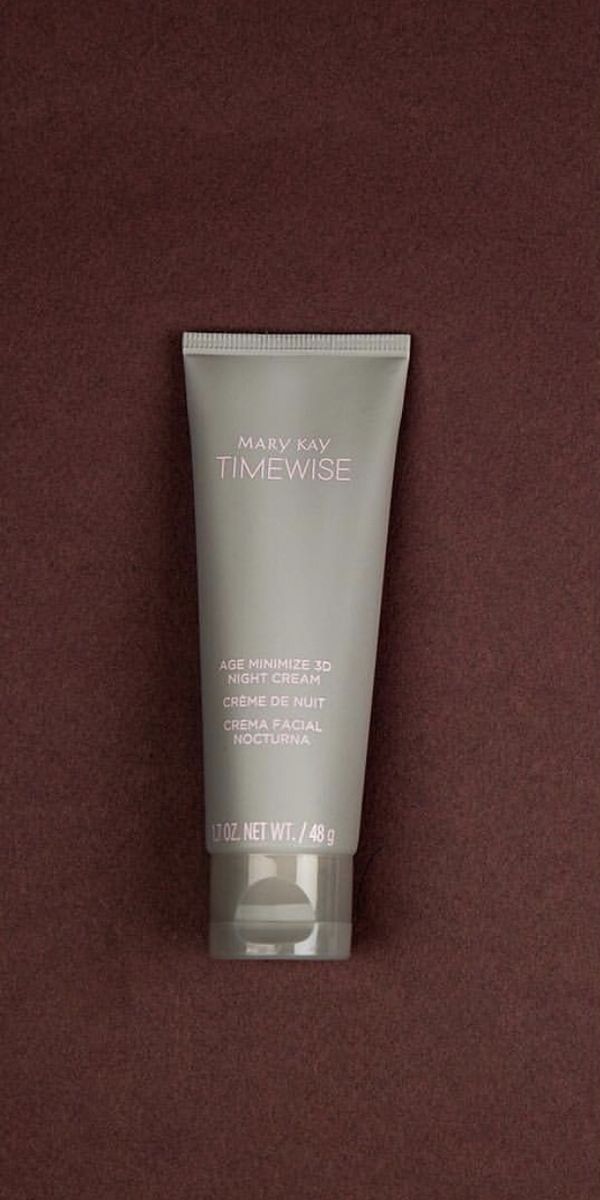 MARY KAY
TIMEWISE
AGE MINIMIZE 3D
NIGHT CREAM
CRÈME DE NUIT
CREMA FACIAL
NOCTURNA
1.7 OZ. NET WT. / 48 g